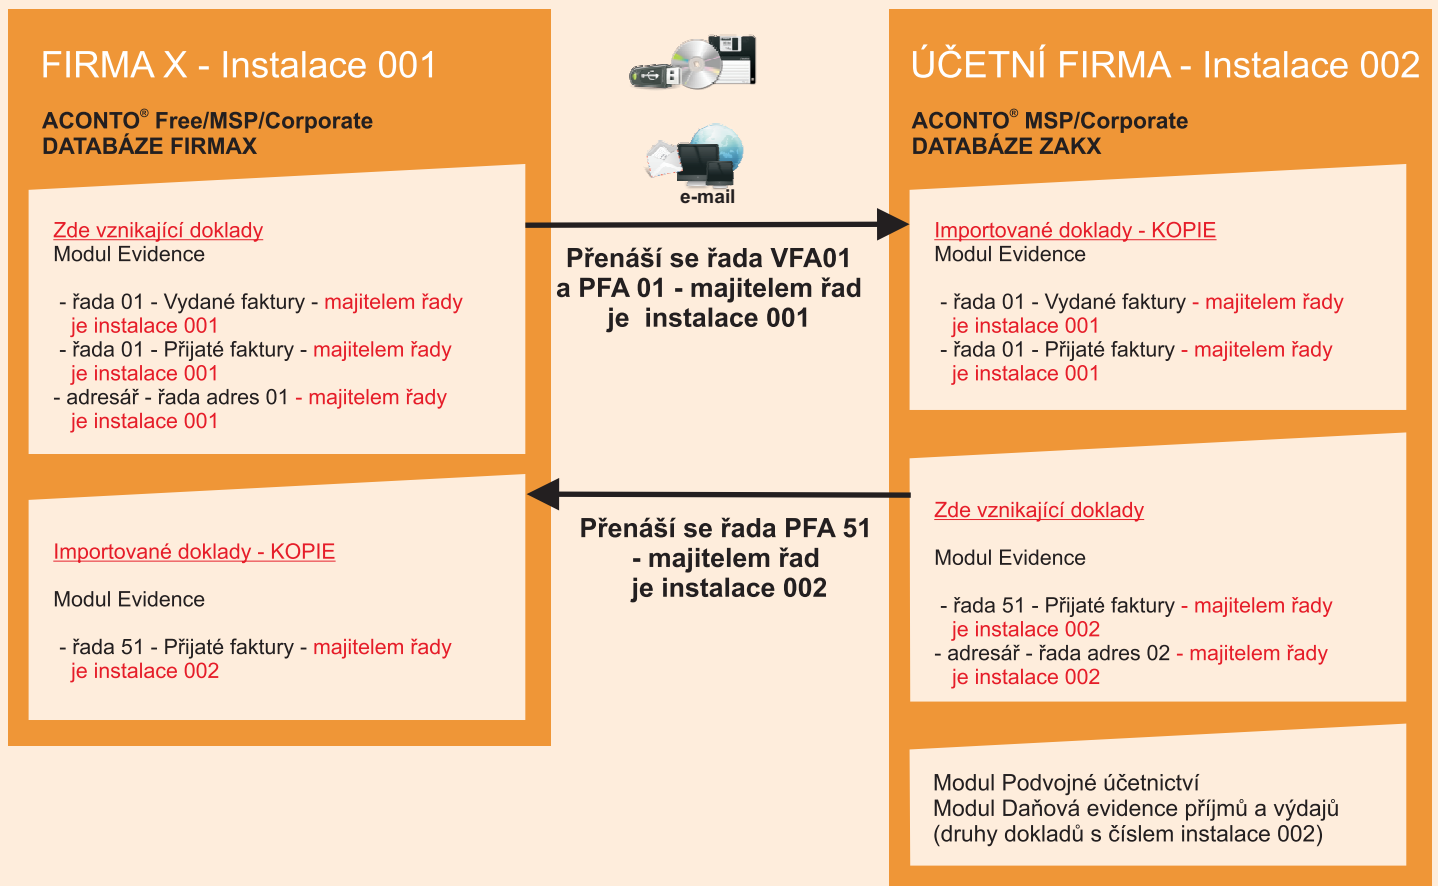 FIRMA X - Instalace 001
ACONTO® Free/MSP/Corporate
DATABÁZE FIRMAX
Zde vznikající doklady
Modul Evidence
- řada 01 - Vydané faktury - majitelem řady
je instalace 001
- řada 01 - Přijaté faktury - majitelem řady
je instalace 001
- adresář - řada adres 01 - majitelem řady
je instalace 001
Importované doklady - KOPIE
Modul Evidence
- řada 51 - Přijaté faktury - majitelem řady
je instalace 002
e-mail
Přenáší se řada VFA01
a PFA 01 - majitelem řad
je instalace 001
Přenáší se řada PFA 51
- majitelem řad
je instalace 002
ÚČETNÍ FIRMA - Instalace 002
ACONTO® MSP/Corporate
DATABÁZE ZAKX
Importované doklady - KOPIE
Modul Evidence
- řada 01 - Vydané faktury - majitelem řady
je instalace 001
- řada 01 - Přijaté faktury - majitelem řady
je instalace 001
Zde vznikající doklady
Modul Evidence
- řada 51 - Přijaté faktury - majitelem řady
je instalace 002
- adresář - řada adres 02 - majitelem řady
je instalace 002
Modul Podvojné účetnictví
Modul Daňová evidence příjmů a výdajů
(druhy dokladů s číslem instalace 002)